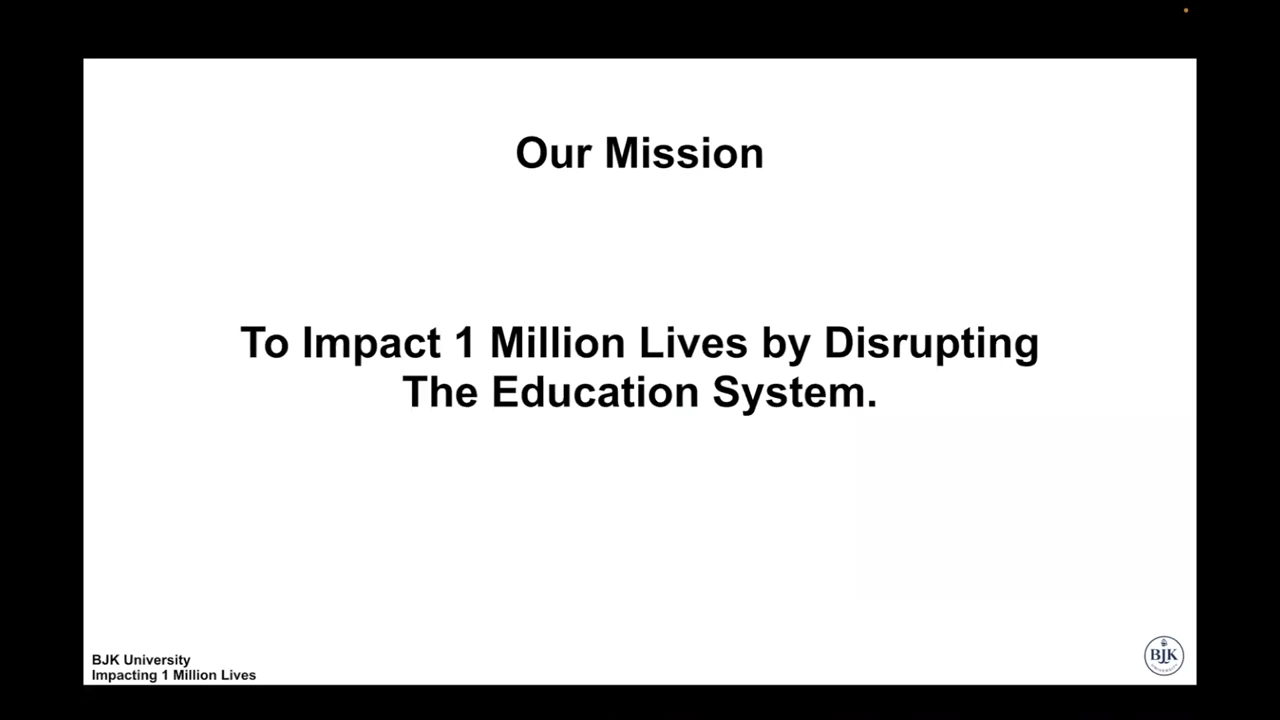 Our Mission
To Impact 1 Million Lives by Disrupting
The Education System.
BJK University
Impacting 1 Million Lives
BJK
UNIVERSITY